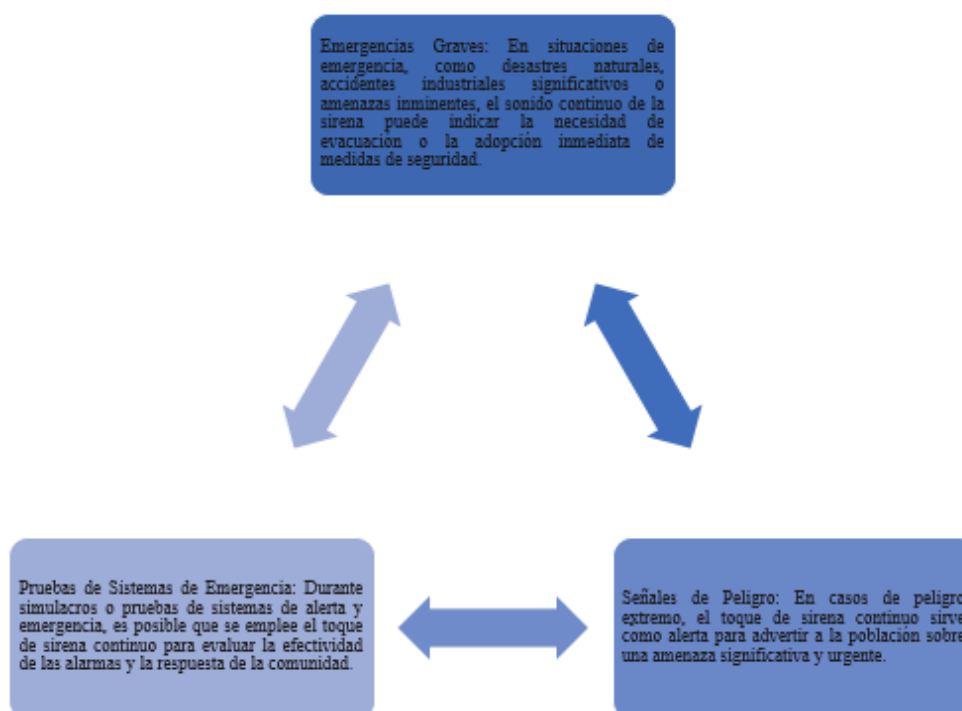 Emergencias Graves: En situaciones de
emergencia, como desastres naturales,
accidentes industriales significativos o
amenazas inminentes, el sonido continuo de la
sirena puede indicar la necesidad de
evacuación o la adopción inmediata de
medidas de seguridad.
Pruebas de Sistemas de Emergencia: Durante
simulacros o pruebas de sistemas de alerta y
emergencia, es posible que se emplee el toque
de sirena continuo para evaluar la efectividad
de las alarmas y la respuesta de la comunidad.
Señales de Peligro: En casos de peligro
extremo, el toque de sirena continuo sirve
como alerta para advertir a la población sobre
una amenaza significativa y urgente.